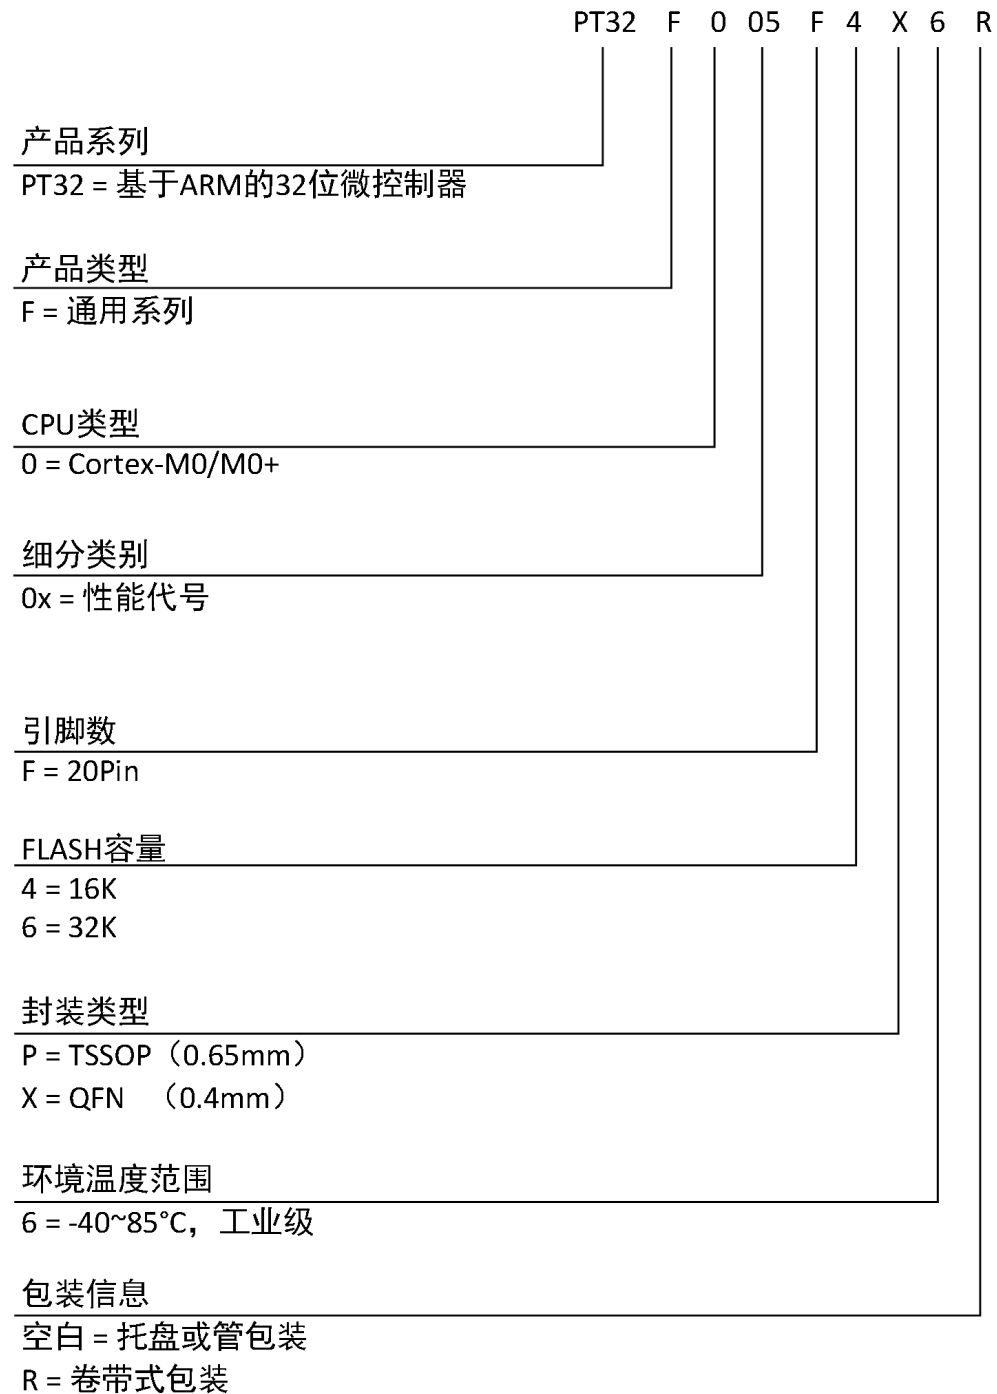 PT32 F 0 05 F 4 X 6 R
产品系列
PT32 = 基于ARM的32位微控制器
产品类型
F = 通用系列
CPU类型
0 = Cortex-M0/M0+
细分类别
0x = 性能代号
引脚数
F = 20Pin
FLASH容量
4 = 16K
6 = 32K
封装类型
P = TSSOP（0.65mm）
X = QFN （0.4mm）
环境温度范围
6 = -40~85°C，工业级
包装信息
空白 = 托盘或管包装
R = 卷带式包装